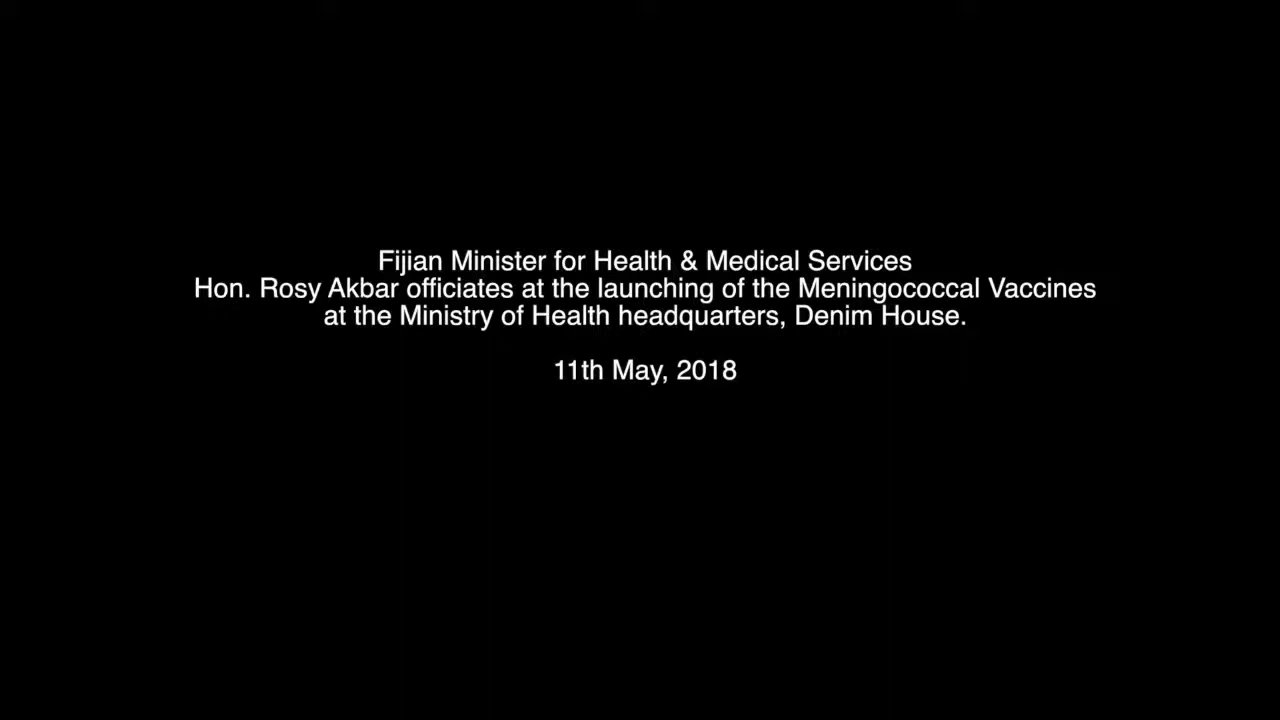 Fijian Minister for Health & Medical Services
Hon. Rosy Akbar officiates at the launching of the Meningococcal Vaccines
at the Ministry of Health headquarters, Denim House.
11th May, 2018